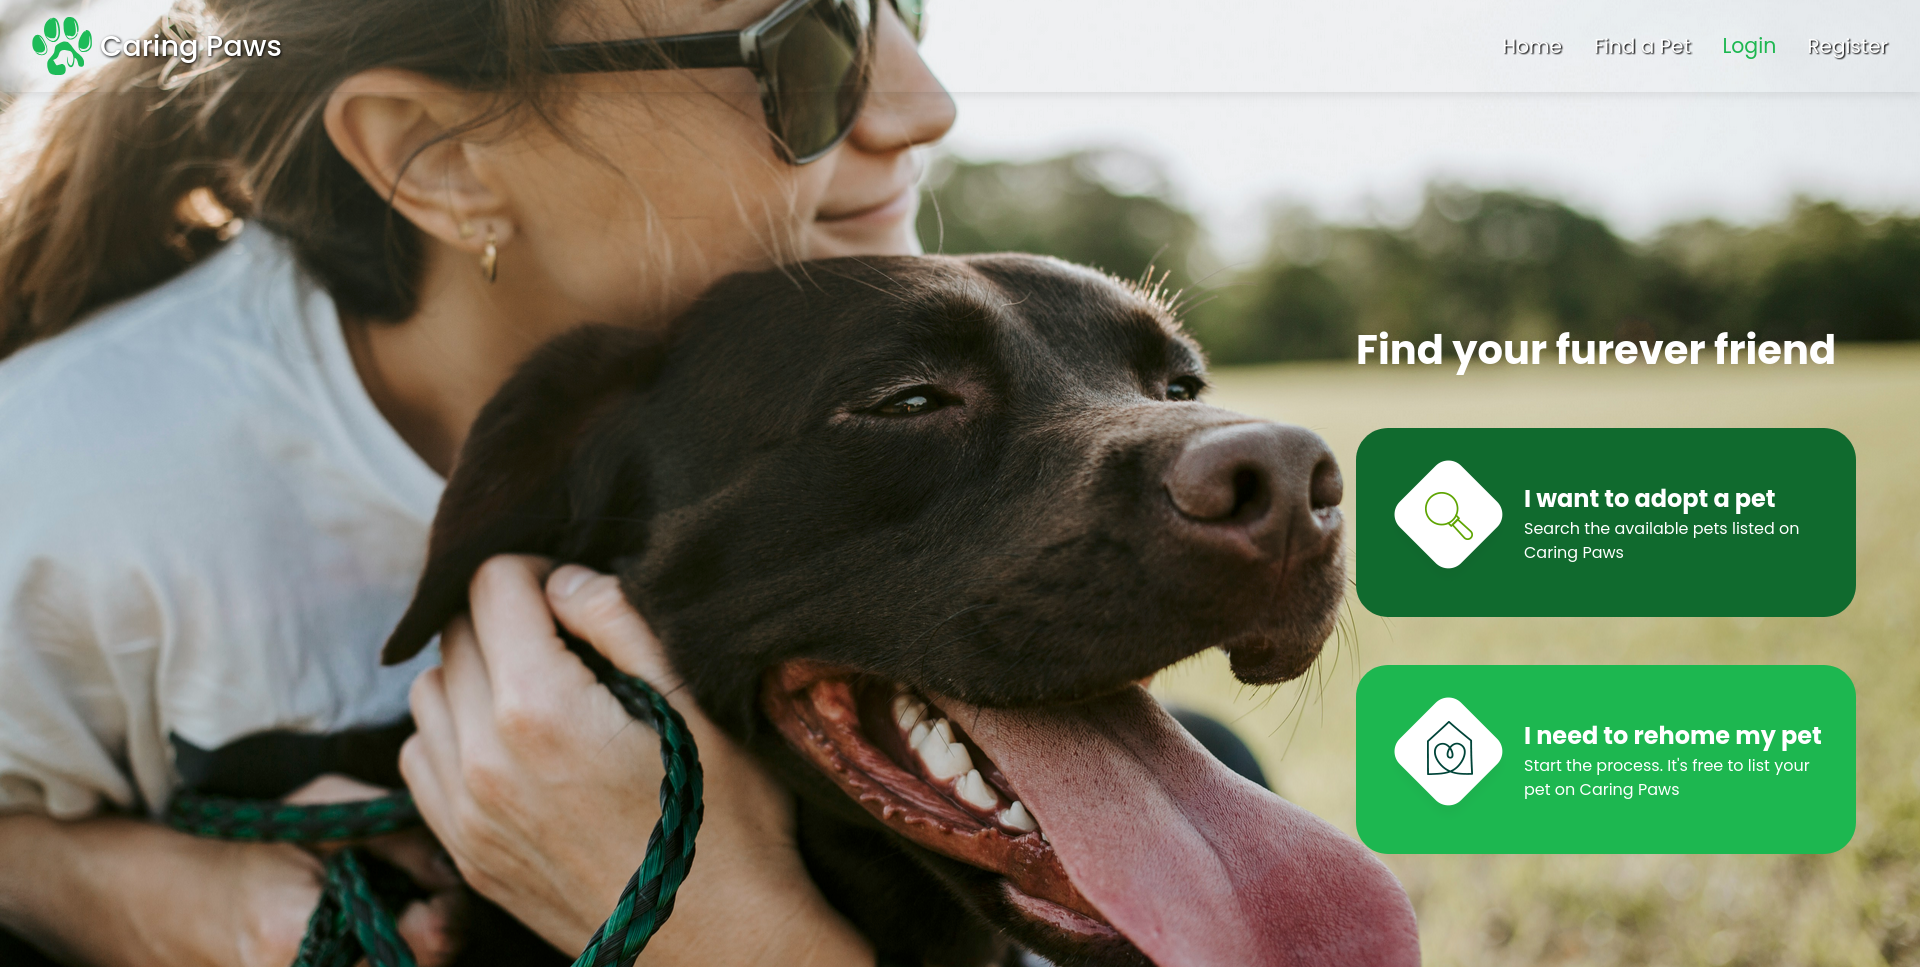 Caring Paws
Home
Find a Pet
Login
Register
Find your furever friend
I want to adopt a pet
Search the available pets listed on
Caring Paws
I need to rehome my pet
Start the process. It's free to list your
pet on Caring Paws